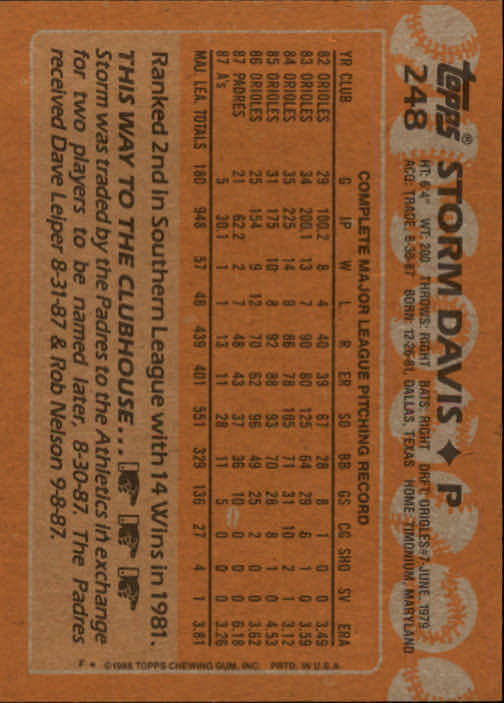 topps® STORM DAVIS ◆ P
248
HT: 6'4" WT: 200 THROWS: RIGHT BATS: RIGHT DRFT: ORIOLES #7-JUNE, 1979
ACQ: TRADE, 8-30-87 BORN: 12-26-61, DALLAS, TEXAS HOME: TIMONIUM, MARYLAND
COMPLETE MAJOR LEAGUE PITCHING RECORD
YR CLUB G IP W L R ER SO BB GS CG SHO SV ERA
82 ORIOLES 29 100.2 8 4 40 39 67 28 8 1 0 0 3.49
83 ORIOLES 34 200.1 13 7 90 80 125 64 29 6 1 0 3.59
84 ORIOLES 35 225 14 9 86 78 105 71 31 10 2 1 3.12
85 ORIOLES 31 175 10 8 92 88 93 70 28 8 1 0 4.53
86 ORIOLES 25 154 9 12 70 62 96 49 25 2 0 0 3.62
87 PADRES 21 62.2 2 7 48 43 37 36 10 0 0 0 6.18
87 A's 5 30.1 1 1 13 11 28 11 5 0 0 0 3.26
MAJ. LEA. TOTALS 180 948 57 48 439 401 551 329 136 27 4 1 3.81
Ranked 2nd in Southern League with 14 Wins in 1981.
THIS WAY TO THE CLUBHOUSE...
Storm was traded by the Padres to the Athletics in exchange
for two players to be named later, 8-30-87. The Padres
received Dave Leiper 8-31-87 & Rob Nelson 9-8-87.
F * ©1988 TOPPS CHEWING GUM, INC. PRTD. IN U.S.A.